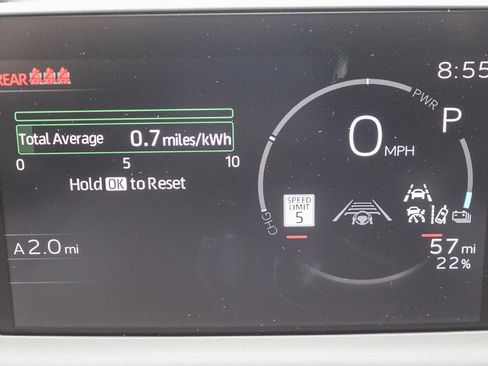 REAR
8:55
PWR
P
Total Average 0.7 miles/kWh
0 5 10
0 MPH
Hold OK to Reset
SPEED
LIMIT
5
CHG
A 2.0 mi
57 mi
22%